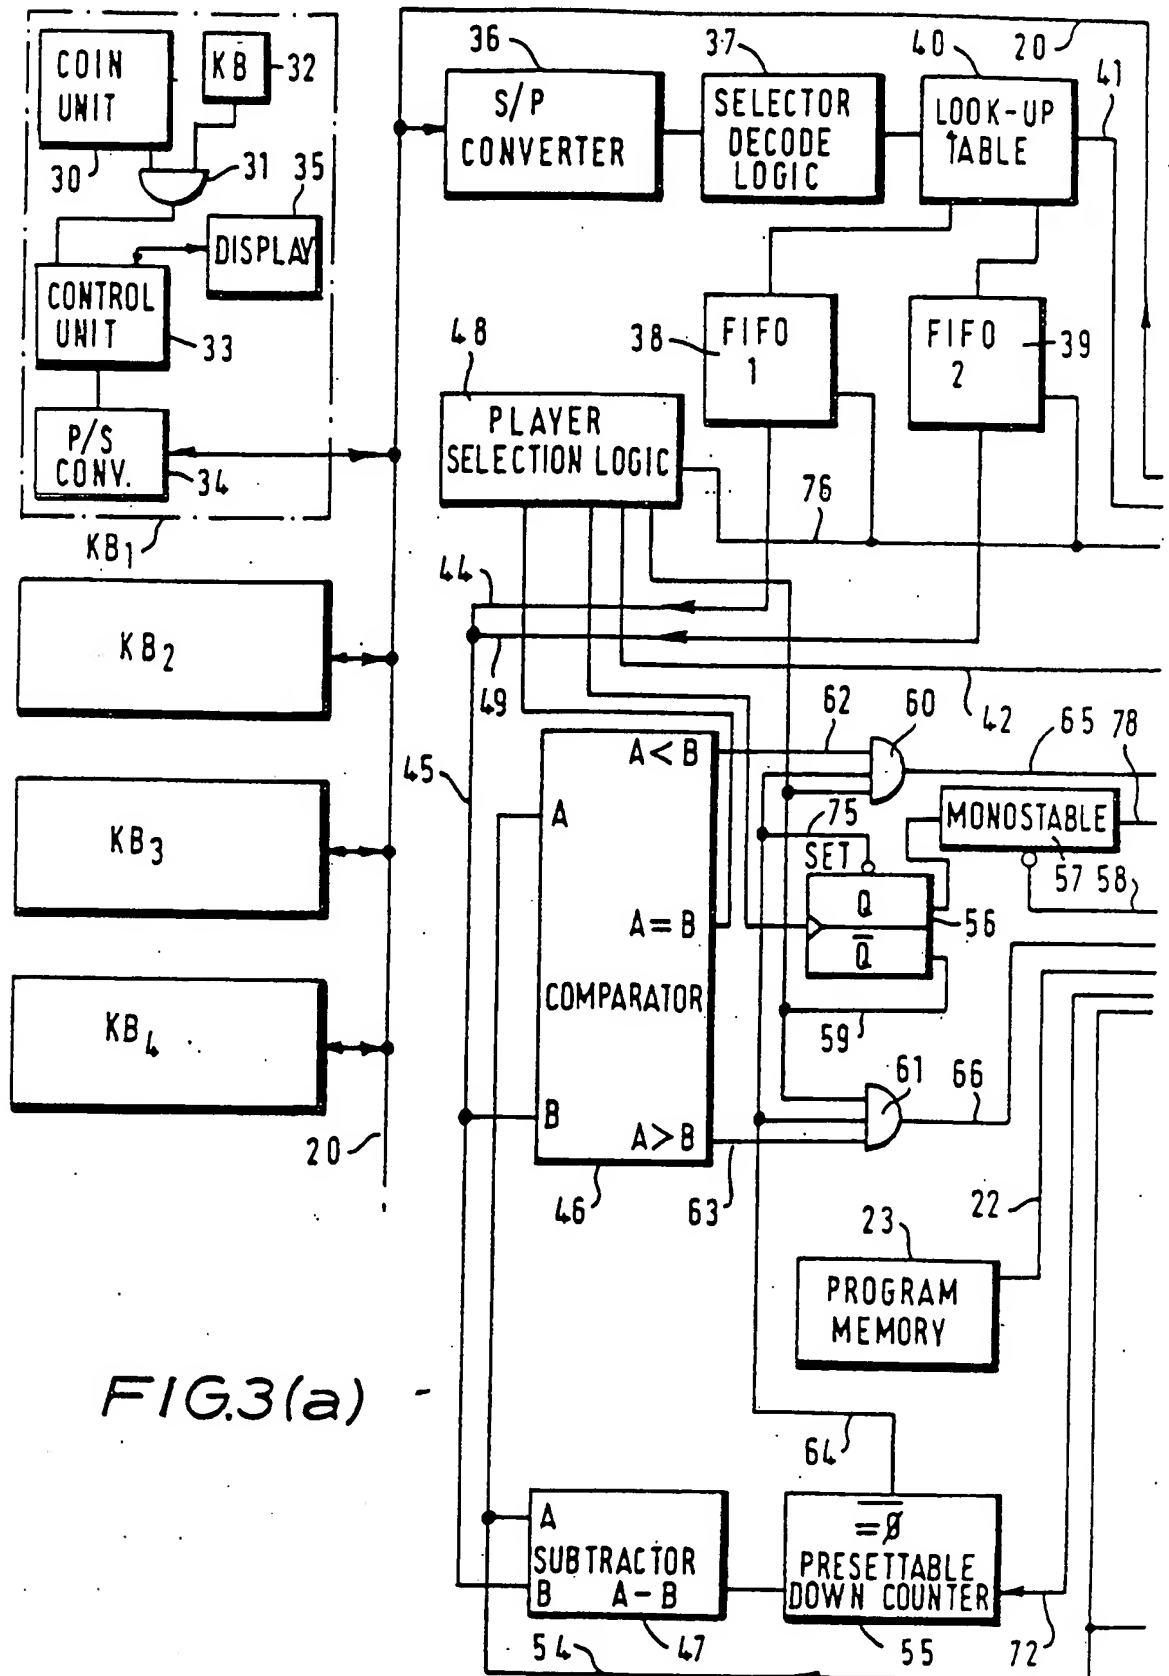 COIN
UNIT
30
KB
32
31
35
DISPLAY
CONTROL
UNIT
33
P/S
CONV.
34
KB1
KB2
KB3
KB4
20
36
S/P
CONVERTER
37
SELECTOR
DECODE
LOGIC
40
LOOK-UP
TABLE
20
41
48
PLAYER
SELECTION LOGIC
38
FIFO
1
FIFO
2
39
76
44
49
42
45
62
60
65
78
A<B
A
75
SET
Q
Q̅
56
MONOSTABLE
57
58
A=B
COMPARATOR
59
B
A>B
46
63
61
66
22
23
PROGRAM
MEMORY
FIG.3(a)
64
A
SUBTRACTOR
B A-B
47
54
=Ø
PRESETTABLE
DOWN COUNTER
55
72